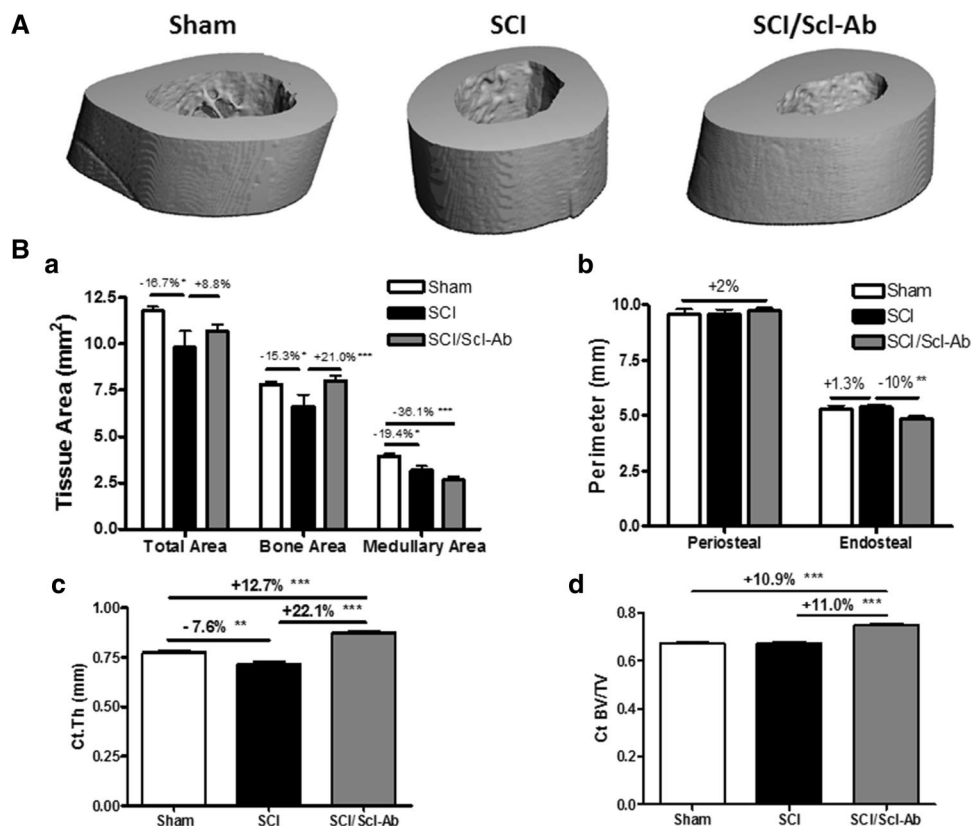 A
Sham SCI SCI/Scl-Ab
B
a
-16.7%* +8.8%
Sham
SCI
SCI/Scl-Ab
-15.3%* +21.0%***
-36.1% ***
-19.4%*
Tissue Area (mm2)
12.5
10.0
7.5
5.0
2.5
0.0
Total Area Bone Area Medullary Area
b
+2%
Sham
SCI
SCI/Scl-Ab
+1.3% -10% **
Perimeter (mm)
10.0
7.5
5.0
2.5
0.0
Periosteal Endosteal
c
+12.7% ***
+22.1% ***
- 7.6% **
Ct.Th (mm)
1.00
0.75
0.50
0.25
0.00
Sham SCI SCI/Scl-Ab
d
+10.9% ***
+11.0% ***
Ct BV/TV
0.8
0.6
0.4
0.2
0.0
Sham SCI SCI/Scl-Ab